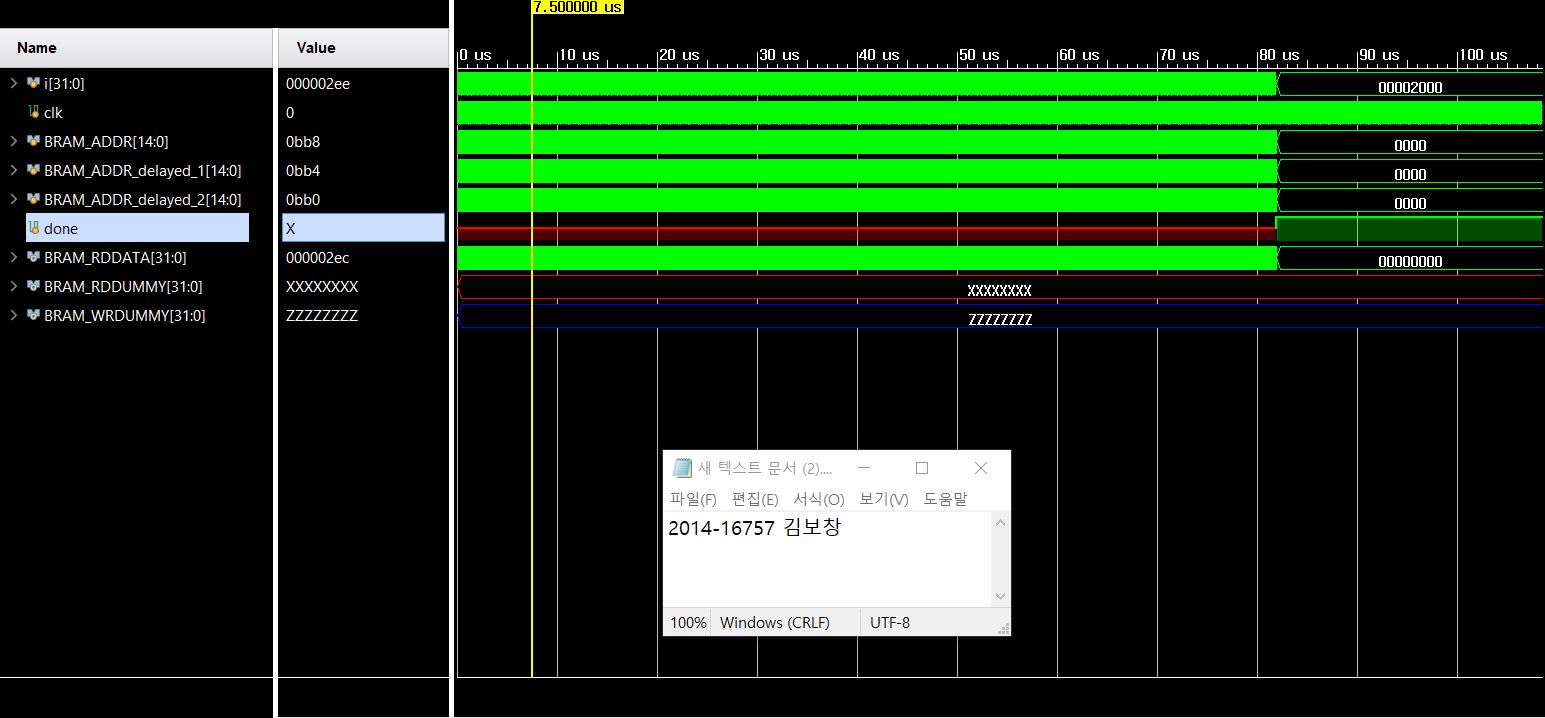 7.500000 us
Name Value
0 us 10 us 20 us 30 us 40 us 50 us 60 us 70 us 80 us 90 us 100 us
i[31:0] 000002ee 00002000
clk 0
BRAM_ADDR[14:0] 0bb8 0000
BRAM_ADDR_delayed_1[14:0] 0bb4 0000
BRAM_ADDR_delayed_2[14:0] 0bb0 0000
done X
BRAM_RDDATA[31:0] 000002ec 00000000
BRAM_RDDUMMY[31:0] XXXXXXXX XXXXXXXX
BRAM_WRDUMMY[31:0] ZZZZZZZZ ZZZZZZZZ
새 텍스트 문서 (2)....
파일(F) 편집(E) 서식(O) 보기(V) 도움말
2014-16757 김보창
100% Windows (CRLF) UTF-8